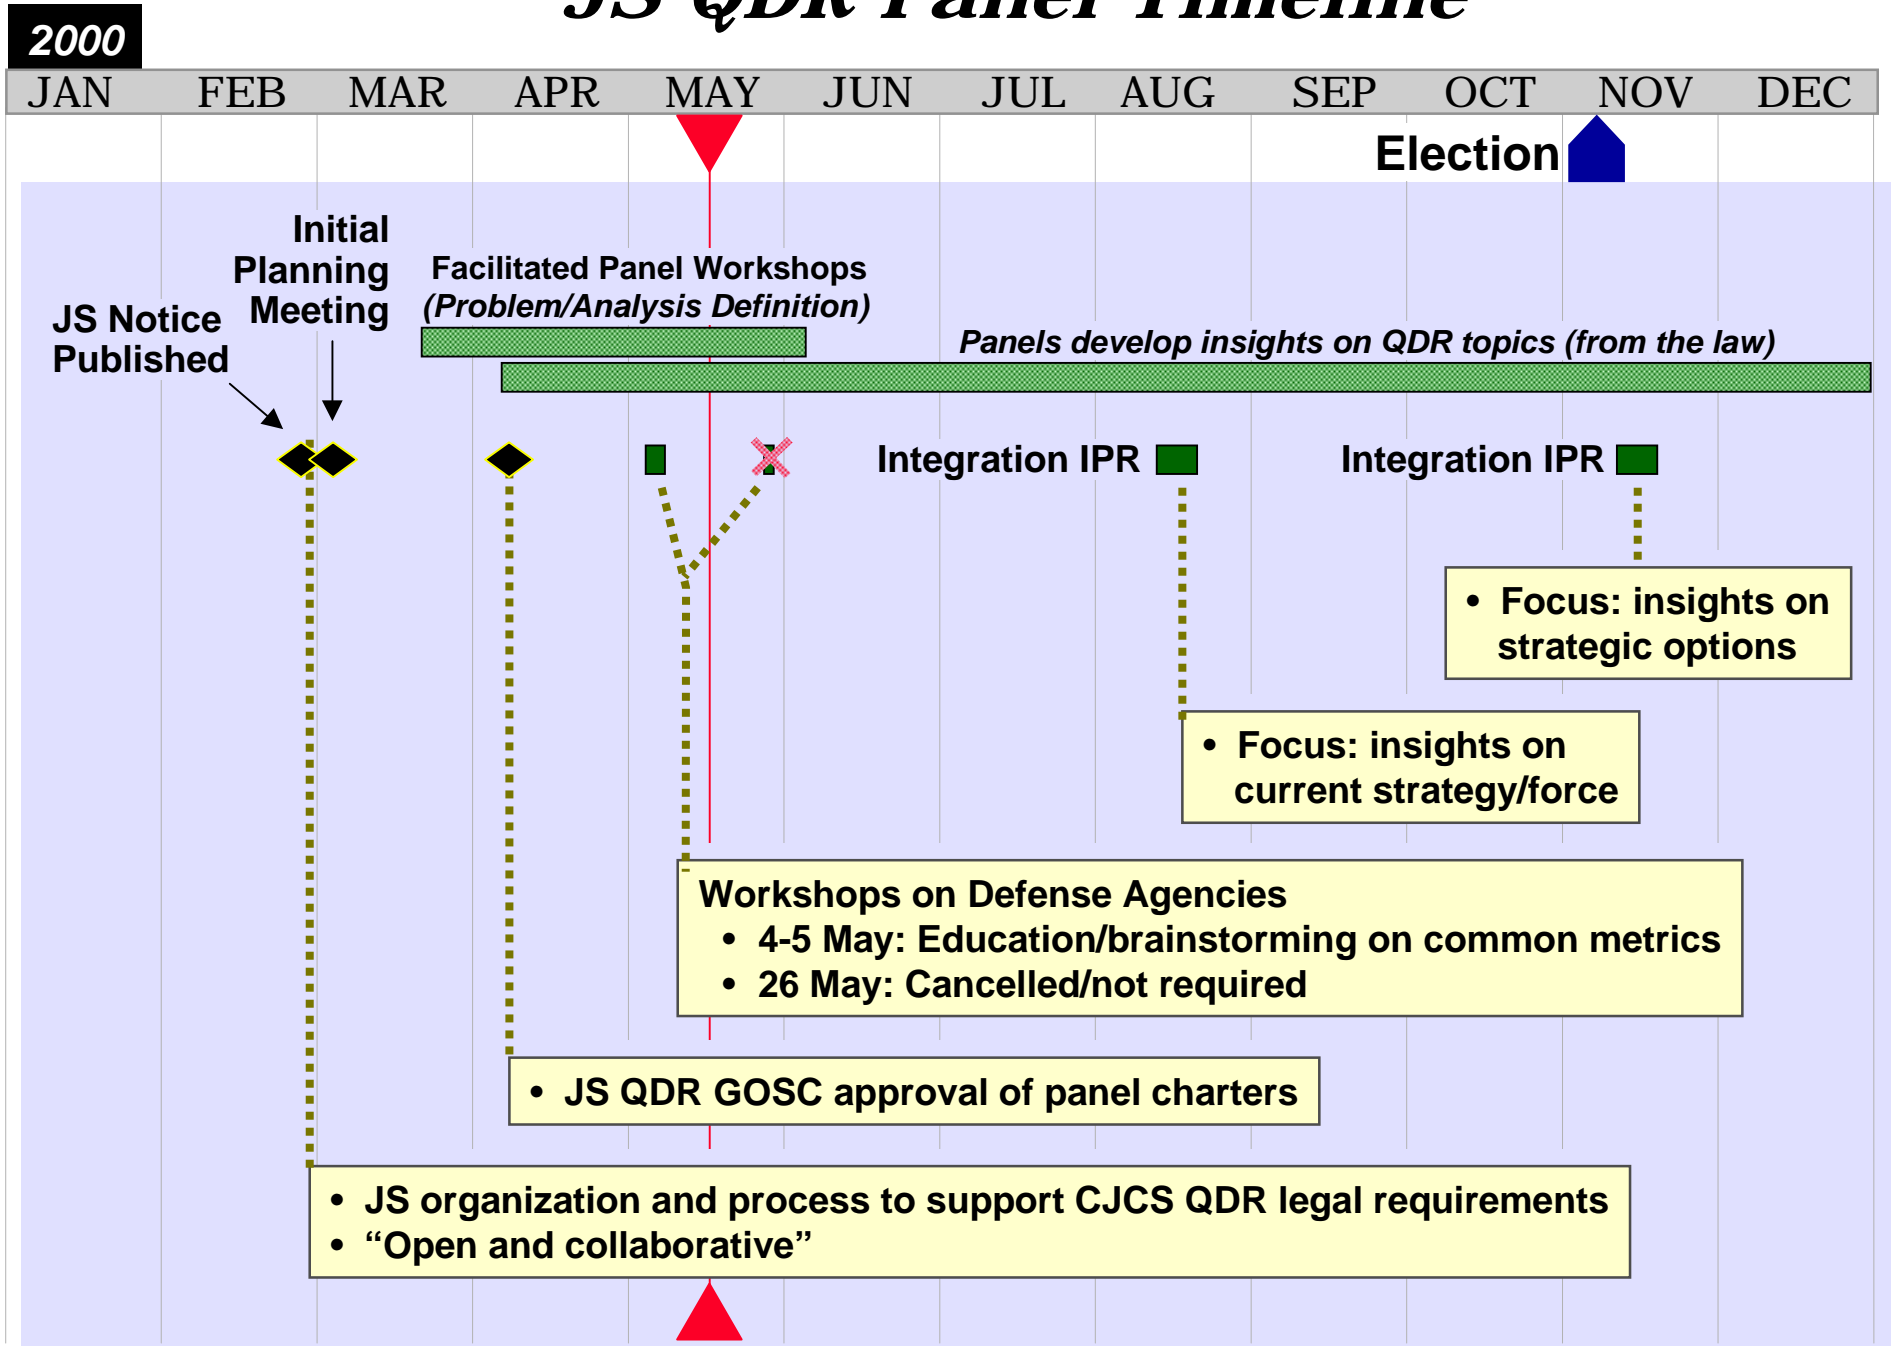 JS QDR Panel Timeline
2000
JAN FEB MAR APR MAY JUN JUL AUG SEP OCT NOV DEC
Election
Initial
Planning
Meeting
JS Notice
Published
Facilitated Panel Workshops
(Problem/Analysis Definition)
Panels develop insights on QDR topics (from the law)
Integration IPR
Integration IPR
• Focus: insights on
strategic options
• Focus: insights on
current strategy/force
Workshops on Defense Agencies
• 4-5 May: Education/brainstorming on common metrics
• 26 May: Cancelled/not required
• JS QDR GOSC approval of panel charters
• JS organization and process to support CJCS QDR legal requirements
• “Open and collaborative”